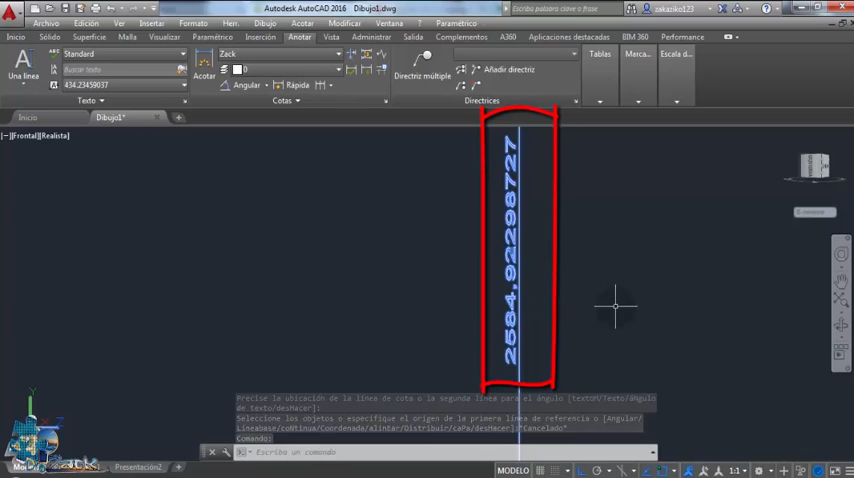 Autodesk AutoCAD 2016 Dibujo1.dwg
Escriba palabra clave o frase
zakaziko123
Archivo Edición Ver Insertar Formato Herr. Dibujo Acotar Modificar Ventana ? Paramétrico
Inicio Sólido Superficie Malla Visualizar Paramétrico Insertar Anotar Vista Administrar Salida Complementos A360 Aplicaciones destacadas BIM 360 Performance
Una línea
Standard
Buscar texto
434.23459037
Acotar
Zack
0
Angular Rápida
Directriz múltiple
Añadir directriz
Tablas
Marca...
Escala d...
Texto
Cotas
Directrices
Inicio
Dibujo1*
[−][Frontal][Realista]
2584,92298727
Y
X
Z
Precise la ubicación de la línea de cota o la segunda línea para el ángulo [textoM/Texto/áNgulo
de texto/desHacer]:
Seleccione los objetos o especifique el origen de la primera línea de referencia o [Angular/
Lineabase/coNtinua/Coordenada/alintar/Distribuir/caPa/desHacer]:*Cancelado*
Comando:
Escriba un comando
Presentación2
MODELO
1:1